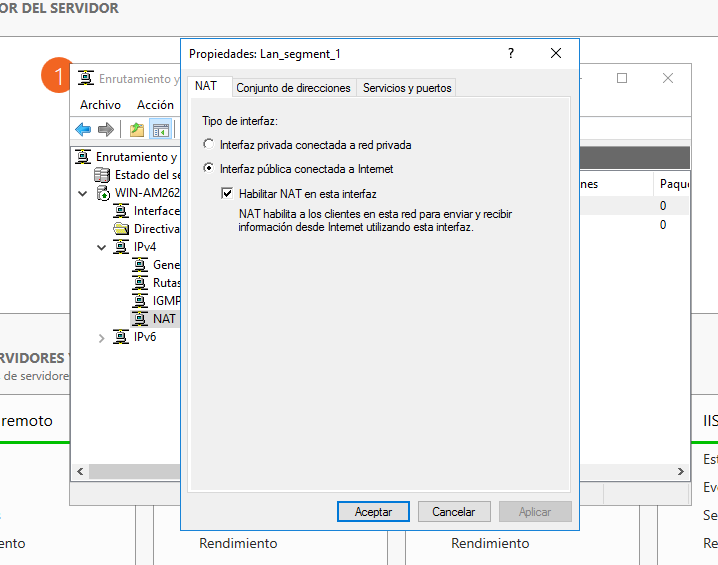 OR DEL SERVIDOR
1
Enrutamiento y
Archivo Acción
Enrutamiento y
Estado del se
WIN-AM262
Interface
Directiva
IPv4
Gene
Rutas
IGMP
NAT
IPv6
Propiedades: Lan_segment_1
?
NAT Conjunto de direcciones Servicios y puertos
Tipo de interfaz:
Interfaz privada conectada a red privada
Interfaz pública conectada a Internet
Habilitar NAT en esta interfaz
NAT habilita a los clientes en esta red para enviar y recibir
información desde Internet utilizando esta interfaz.
Aceptar Cancelar Aplicar
nes Paqu
0
0
RVIDORES Y
de servidore
remoto
IIS
Est
Eve
Se
ento Rendimiento Rendimiento Re